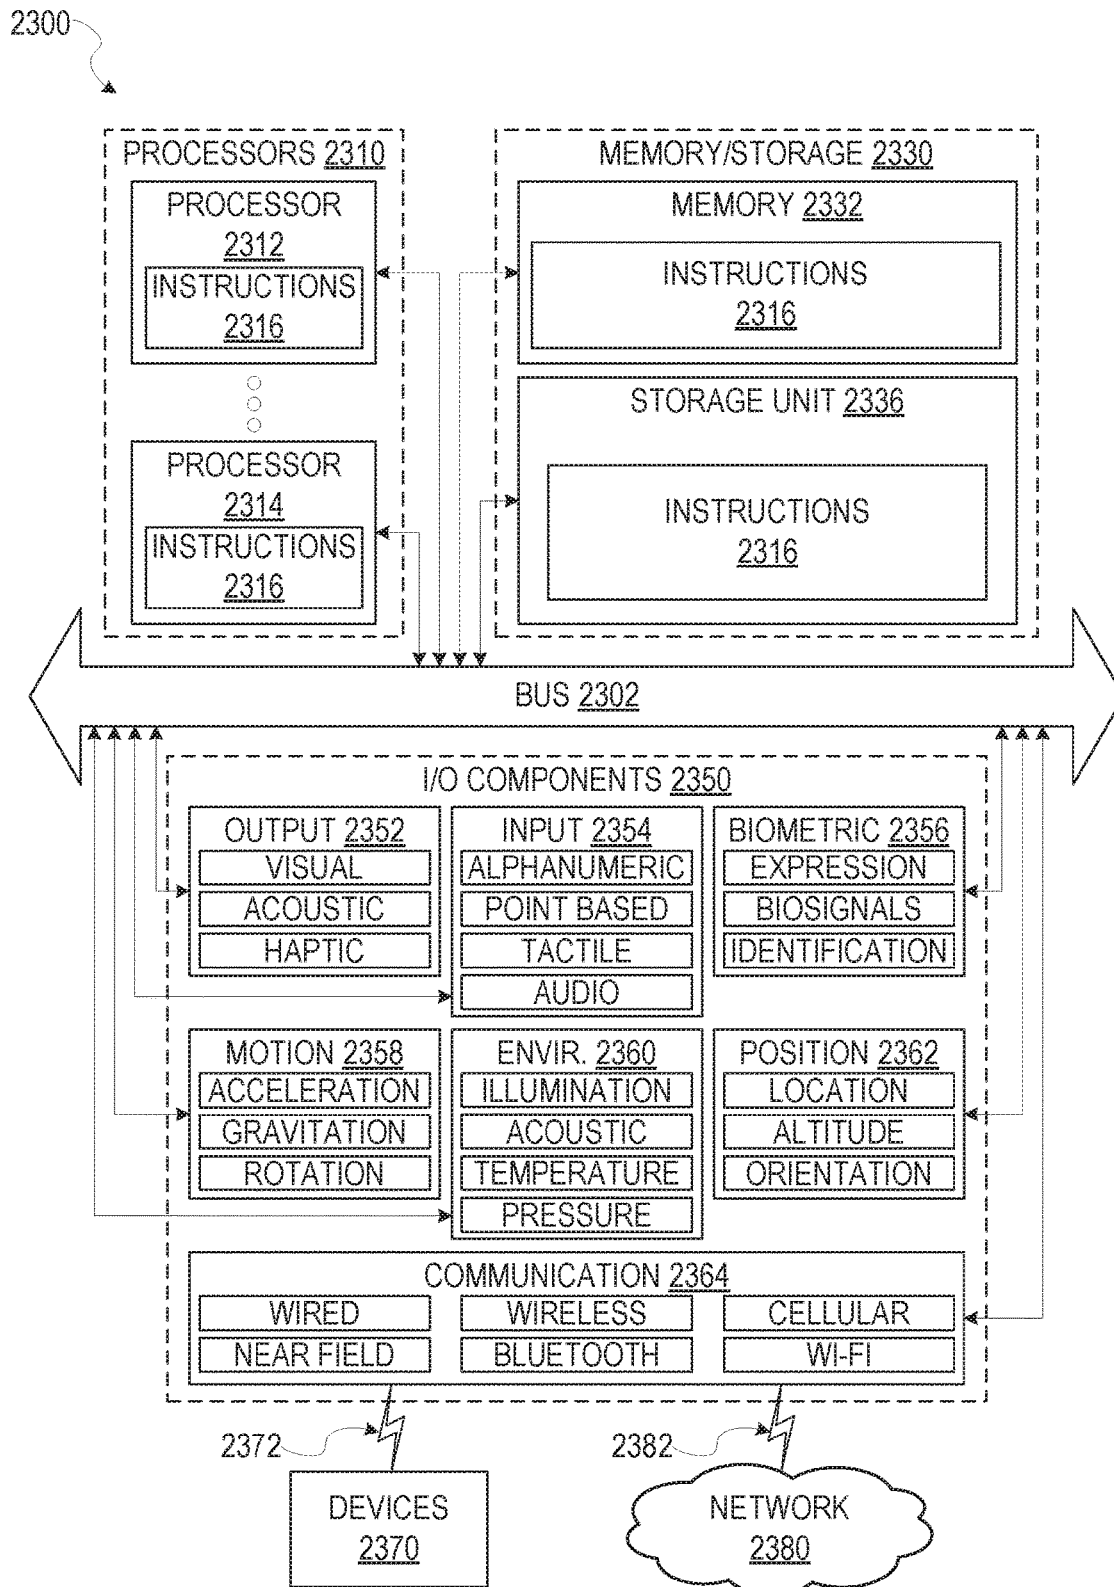 2300
PROCESSORS 2310
PROCESSOR
2312
INSTRUCTIONS
2316
PROCESSOR
2314
INSTRUCTIONS
2316
MEMORY/STORAGE 2330
MEMORY 2332
INSTRUCTIONS
2316
STORAGE UNIT 2336
INSTRUCTIONS
2316
BUS 2302
I/O COMPONENTS 2350
OUTPUT 2352
VISUAL
ACOUSTIC
HAPTIC
INPUT 2354
ALPHANUMERIC
POINT BASED
TACTILE
AUDIO
BIOMETRIC 2356
EXPRESSION
BIOSIGNALS
IDENTIFICATION
MOTION 2358
ACCELERATION
GRAVITATION
ROTATION
ENVIR. 2360
ILLUMINATION
ACOUSTIC
TEMPERATURE
PRESSURE
POSITION 2362
LOCATION
ALTITUDE
ORIENTATION
COMMUNICATION 2364
WIRED
WIRELESS
CELLULAR
NEAR FIELD
BLUETOOTH
WI-FI
2372
2382
DEVICES
2370
NETWORK
2380